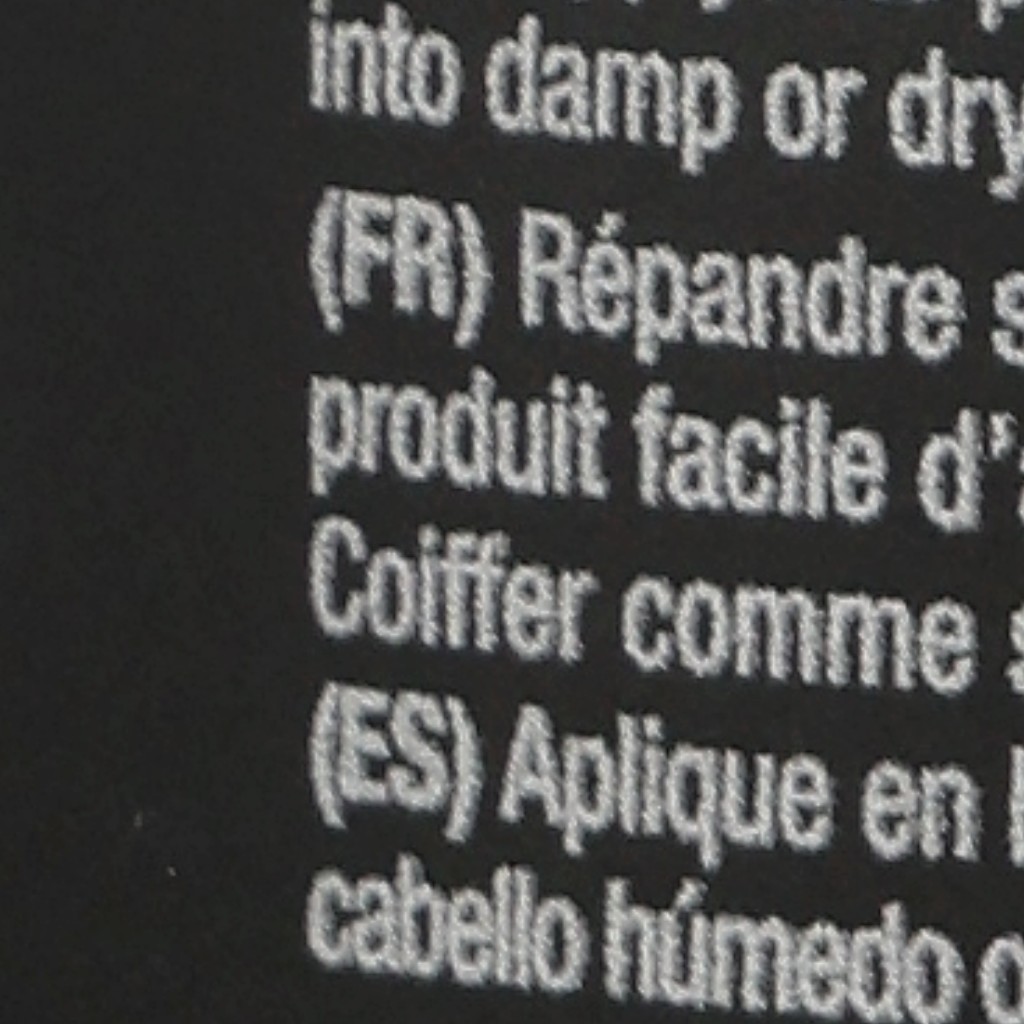 into damp or dry
(FR) Répandre
produit facile
Coiffer comme
(ES) Aplique en
cabello húmedo